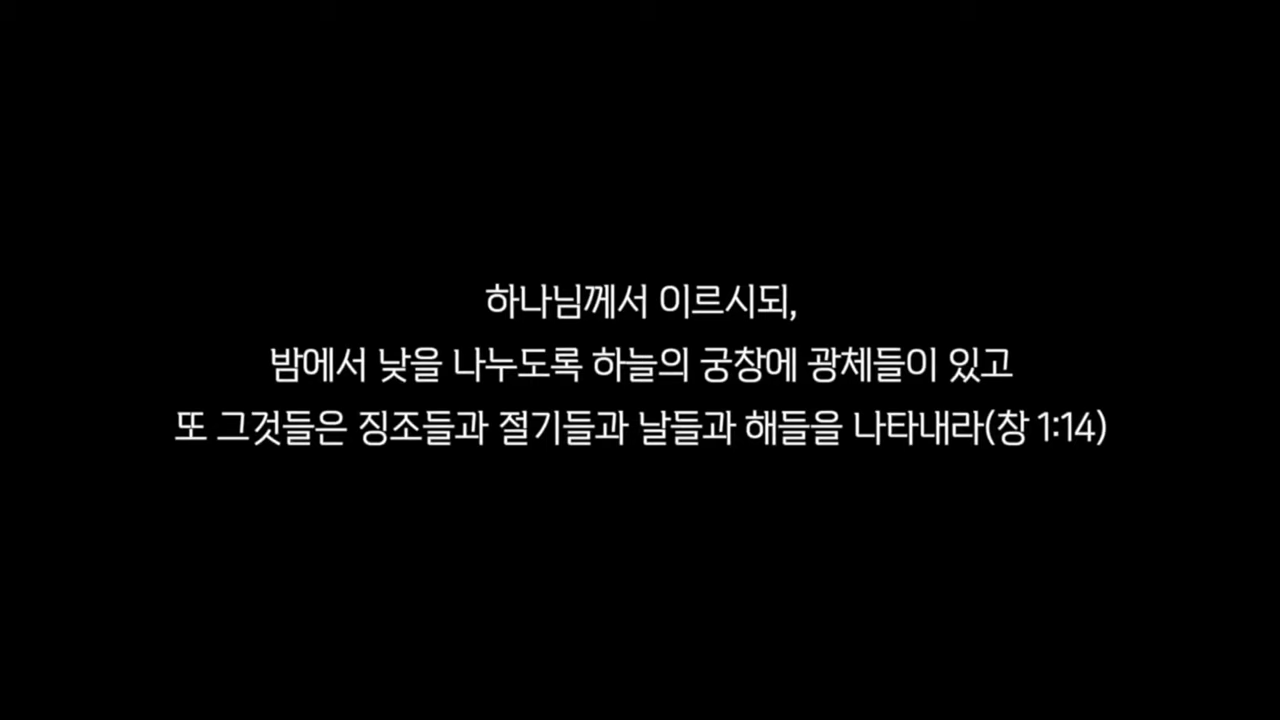 하나님께서 이르시되,
밤에서 낮을 나누도록 하늘의 궁창에 광체들이 있고
또 그것들은 징조들과 절기들과 날들과 해들을 나타내라(창 1:14)